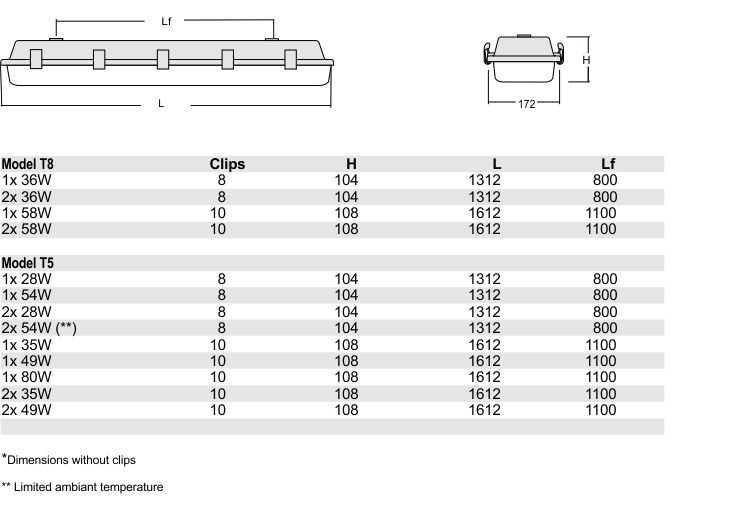 Lf
H
L
172
Model T8 Clips H L Lf
1x 36W 8 104 1312 800
2x 36W 8 104 1312 800
1x 58W 10 108 1612 1100
2x 58W 10 108 1612 1100
Model T5
1x 28W 8 104 1312 800
1x 54W 8 104 1312 800
2x 28W 8 104 1312 800
2x 54W (**) 8 104 1312 800
1x 35W 10 108 1612 1100
1x 49W 10 108 1612 1100
1x 80W 10 108 1612 1100
2x 35W 10 108 1612 1100
2x 49W 10 108 1612 1100
*Dimensions without clips
** Limited ambiant temperature